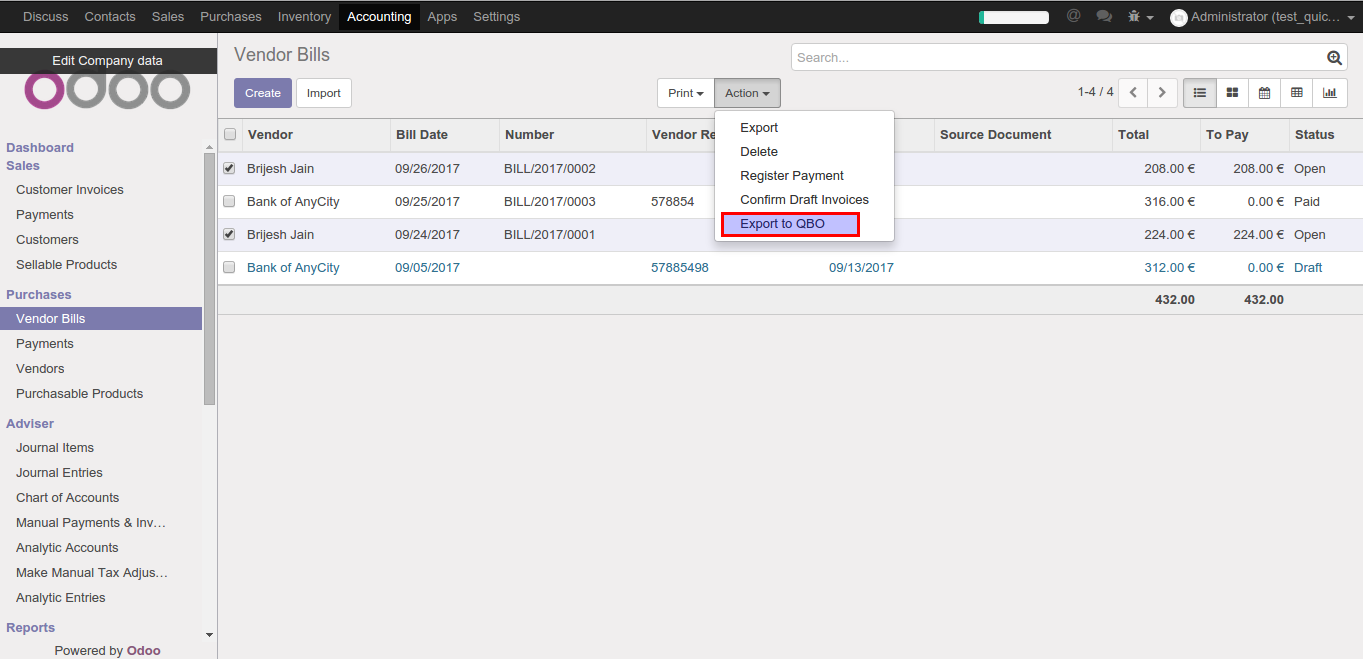 Discuss Contacts Sales Purchases Inventory Accounting Apps Settings @ Administrator (test_quic...
Edit Company data
odoo
Vendor Bills
Search...
Create Import Print Action 1-4 / 4
Export
Delete
Register Payment
Confirm Draft Invoices
Export to QBO
Vendor Bill Date Number Vendor Re Source Document Total To Pay Status
Brijesh Jain 09/26/2017 BILL/2017/0002 208.00 € 208.00 € Open
Bank of AnyCity 09/25/2017 BILL/2017/0003 578854 316.00 € 0.00 € Paid
Brijesh Jain 09/24/2017 BILL/2017/0001 224.00 € 224.00 € Open
Bank of AnyCity 09/05/2017 57885498 09/13/2017 312.00 € 0.00 € Draft
432.00 432.00
Dashboard
Sales
Customer Invoices
Payments
Customers
Sellable Products
Purchases
Vendor Bills
Payments
Vendors
Purchasable Products
Adviser
Journal Items
Journal Entries
Chart of Accounts
Manual Payments & Inv...
Analytic Accounts
Make Manual Tax Adjus...
Analytic Entries
Reports
Powered by Odoo